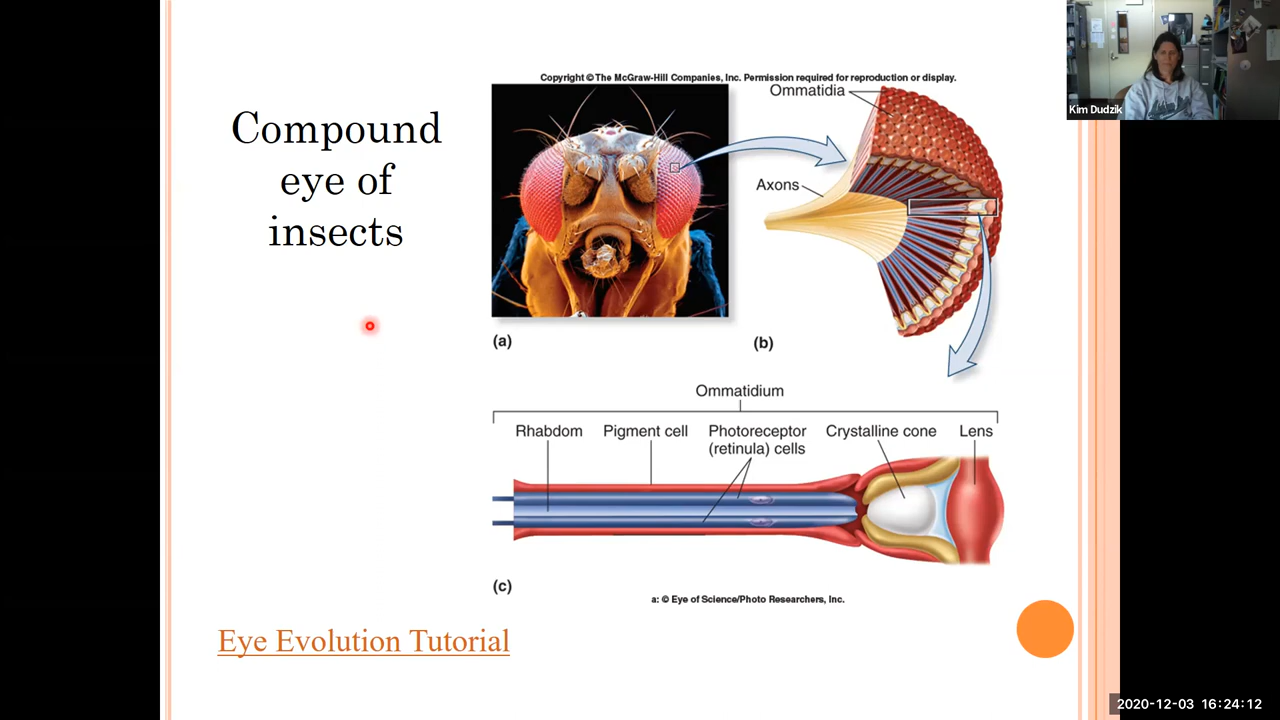 Compound
eye of
insects
Copyright © The McGraw-Hill Companies, Inc. Permission required for reproduction or display.
Ommatidia
Axons
(a)
(b)
Ommatidium
Rhabdom
Pigment cell
Photoreceptor
(retinula) cells
Crystalline cone
Lens
(c)
a: © Eye of Science/Photo Researchers, Inc.
Eye Evolution Tutorial
Kim Dudzik
2020-12-03 16:24:12